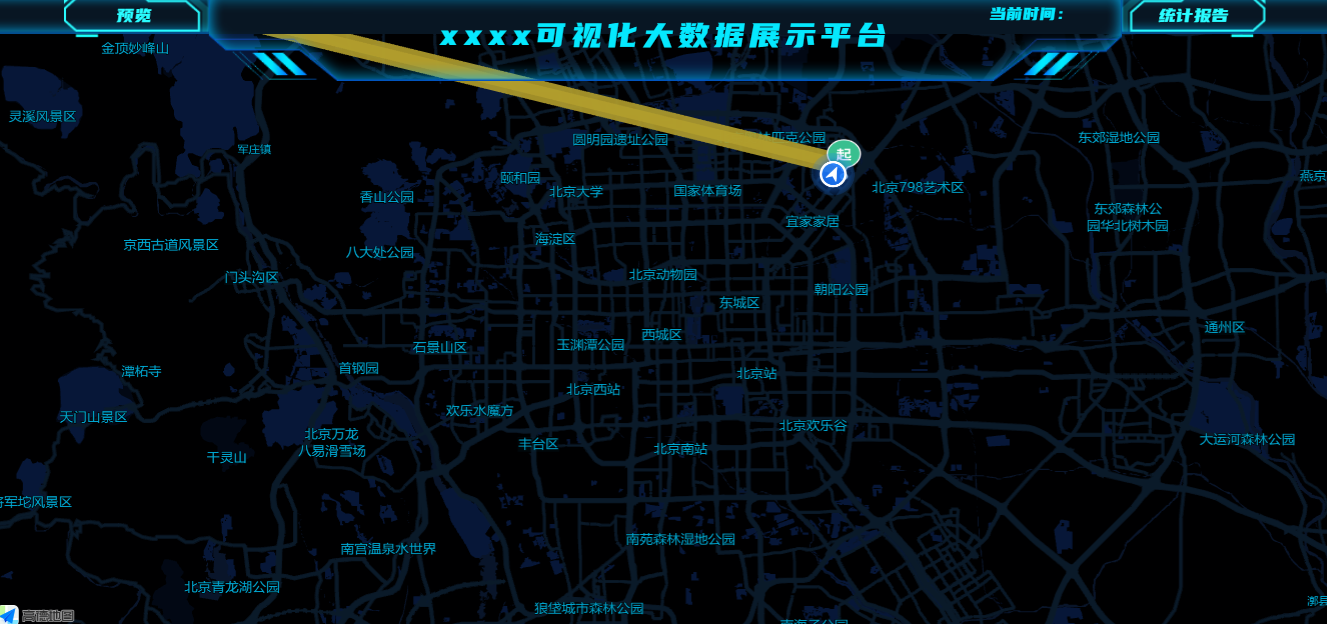 预览
当前时间：
统计报告
xxxx可视化大数据展示平台
金顶妙峰山
灵溪风景区
军庄镇
圆明园遗址公园
匹克公园
东郊湿地公园
起
颐和园
北京大学
国家体育场
北京798艺术区
燕京
香山公园
东郊森林公
园华北树木园
宜家家居
京西古道风景区
海淀区
八大处公园
门头沟区
北京动物园
朝阳公园
东城区
通州区
西城区
石景山区
玉渊潭公园
潭柘寺
首钢园
北京站
北京西站
天门山景区
欢乐水魔方
北京欢乐谷
北京万龙
八易滑雪场
丰台区
北京南站
大运河森林公园
千灵山
将军坨风景区
南苑森林湿地公园
南宫温泉水世界
北京青龙湖公园
狼垡城市森林公园
高德地图
南海子公园